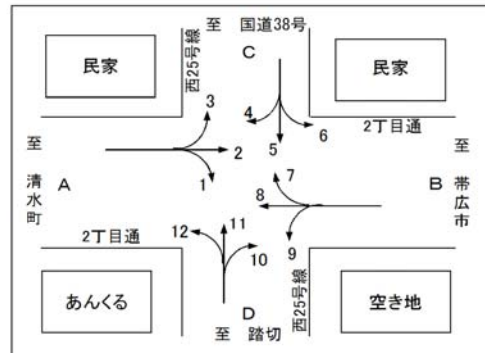 至 国道38号
民家
西25号線
C
民家
3
4
5
6
2丁目通
至 清水町
A
2
1
7
8
B
至 帯広市
2丁目通
12
11
10
9
あんくる
D
西25号線
空き地
至 踏切